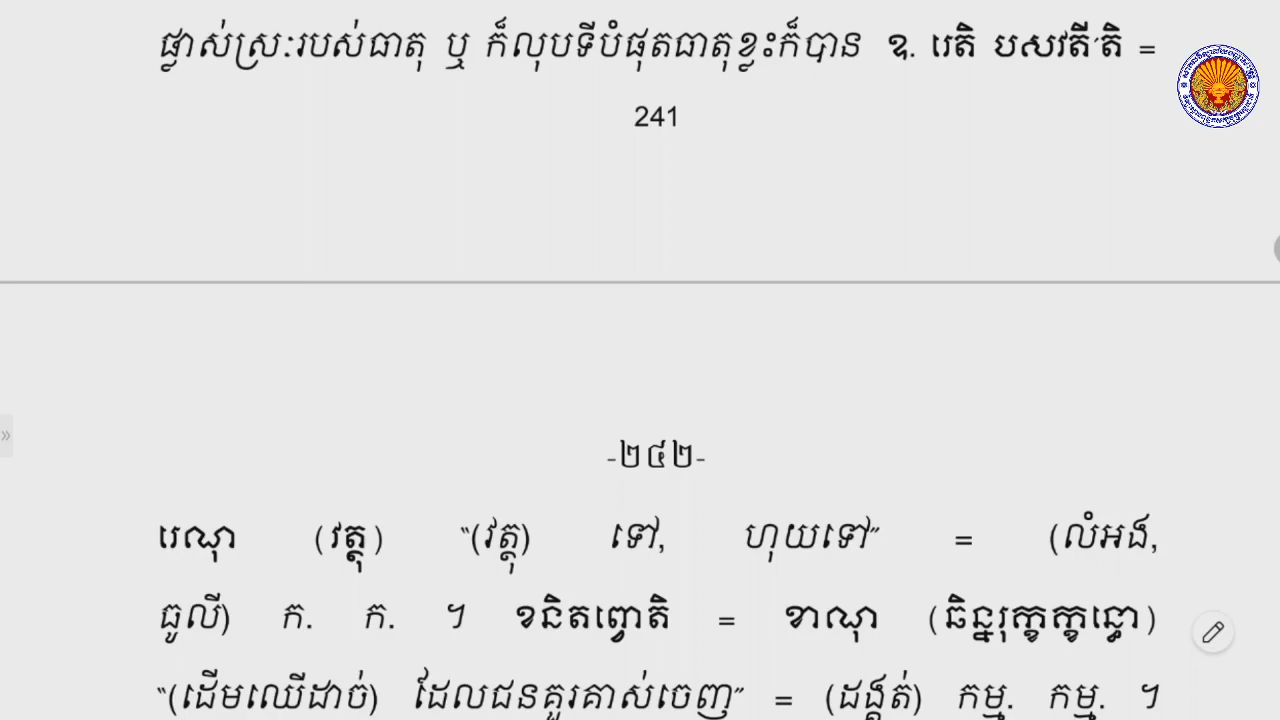 ផ្លាស់ស្រៈរបស់ធាតុ ឬ ក៏លុបទីបំផុតធាតុខ្លះក៏បាន ឧ. រេតិ បសវតីតិ =
241
-២៤២-
រេណុ (វត្ថុ) “(វត្ថុ) ទៅ, ហុយទៅ” = (លំអង,
ធូលី) ក. ក. ។ ខនិតព្វោតិ = ខាណុ (ឆិន្នរុក្ខក្ខន្ធោ)
“(ដើមឈើដាច់) ដែលជនគួរគាស់ចេញ” = (ដង្គត់) កម្ម. កម្ម. ។